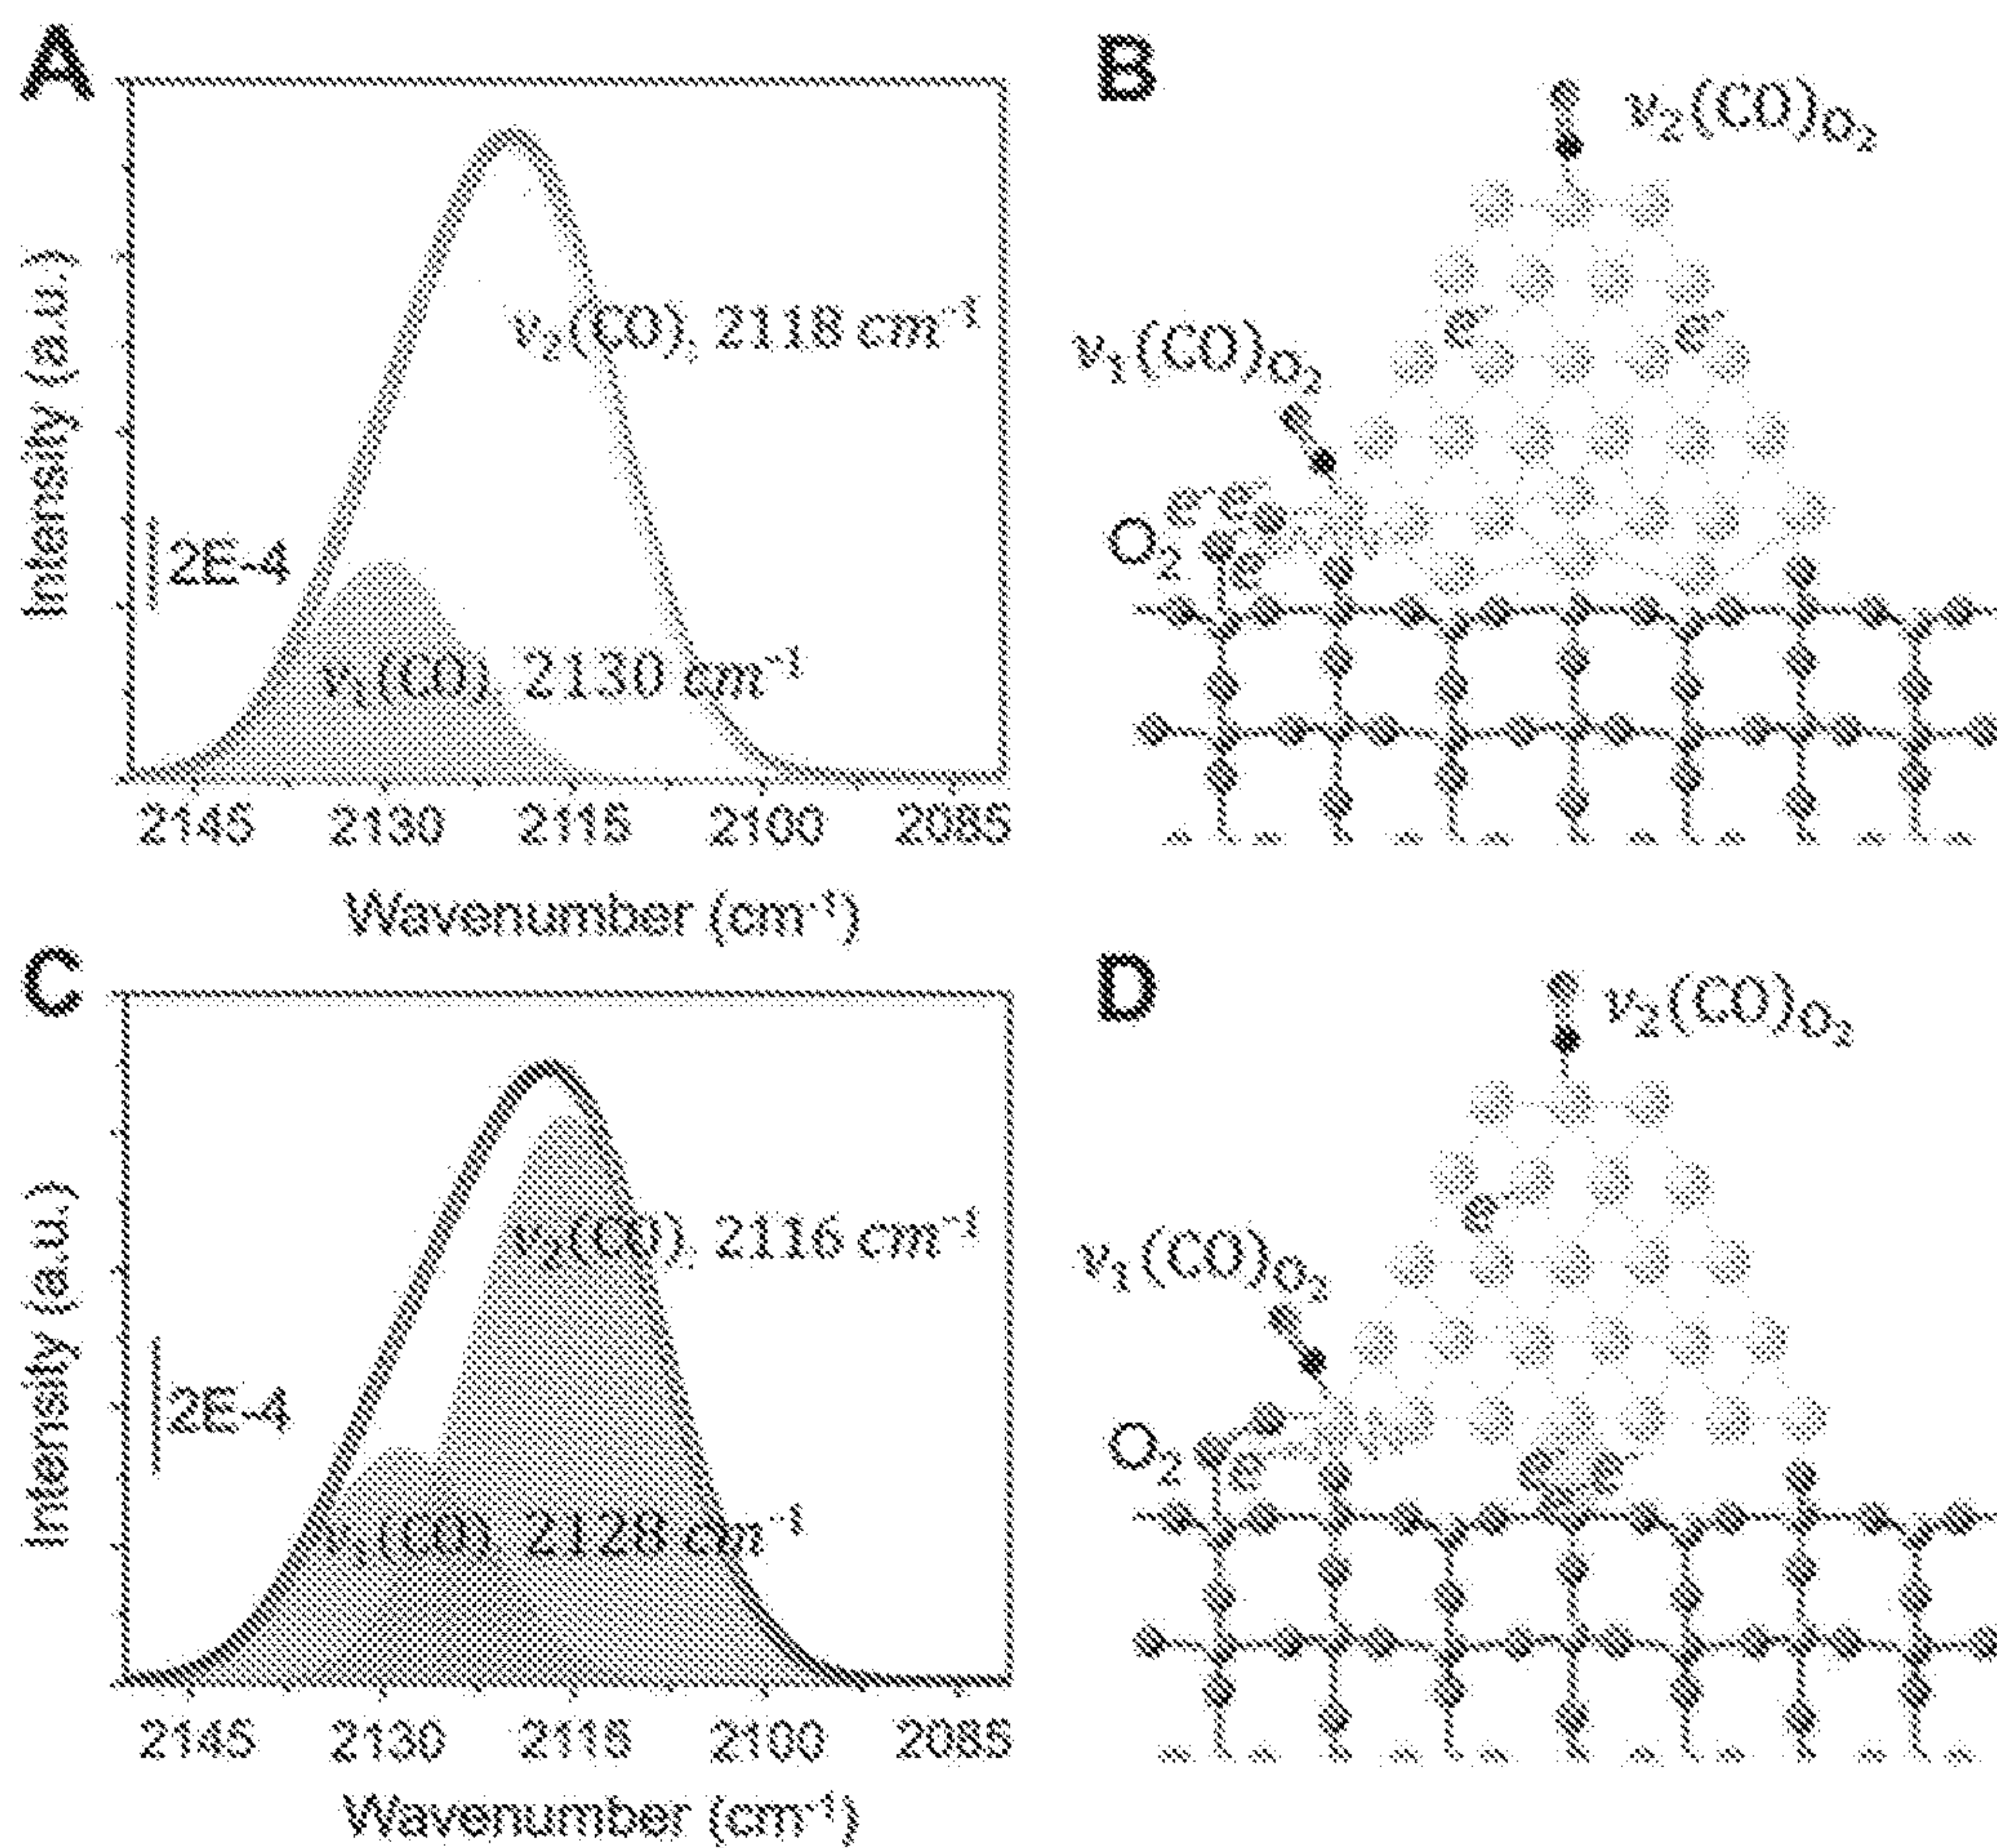 A
Intensity (a.u.)
ν₂(CO), 2118 cm⁻¹
2E-4
ν₁(CO), 2130 cm⁻¹
2145 2130 2115 2100 2085
Wavenumber (cm⁻¹)
B
ν₂(CO)O₂
ν₁(CO)O₂
e⁻ e⁻
e⁻ e⁻
O₂
e⁻
C
Intensity (a.u.)
ν₂(CO), 2116 cm⁻¹
2E-4
ν₁(CO), 2128 cm⁻¹
2145 2130 2115 2100 2085
Wavenumber (cm⁻¹)
D
ν₂(CO)O₂
e⁻
ν₁(CO)O₂
O₂
e⁻